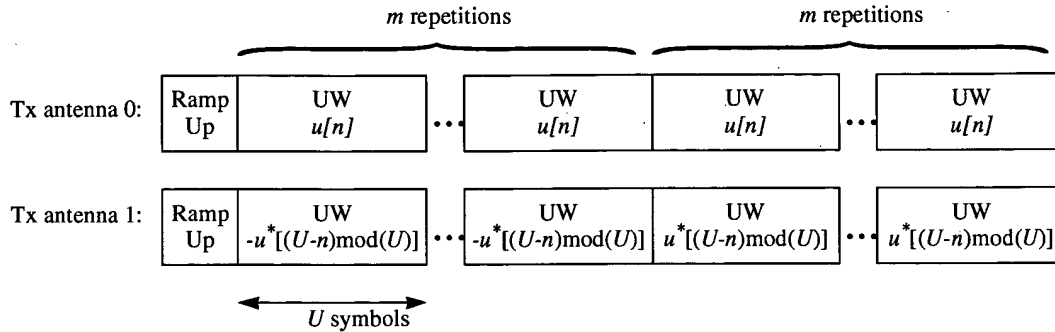 m repetitions m repetitions
Tx antenna 0: Ramp Up UW u[n] ••• UW u[n] UW u[n] ••• UW u[n]
Tx antenna 1: Ramp Up UW -u*[(U-n)mod(U)] ••• UW -u*[(U-n)mod(U)] UW u*[(U-n)mod(U)] ••• UW u*[(U-n)mod(U)]
U symbols